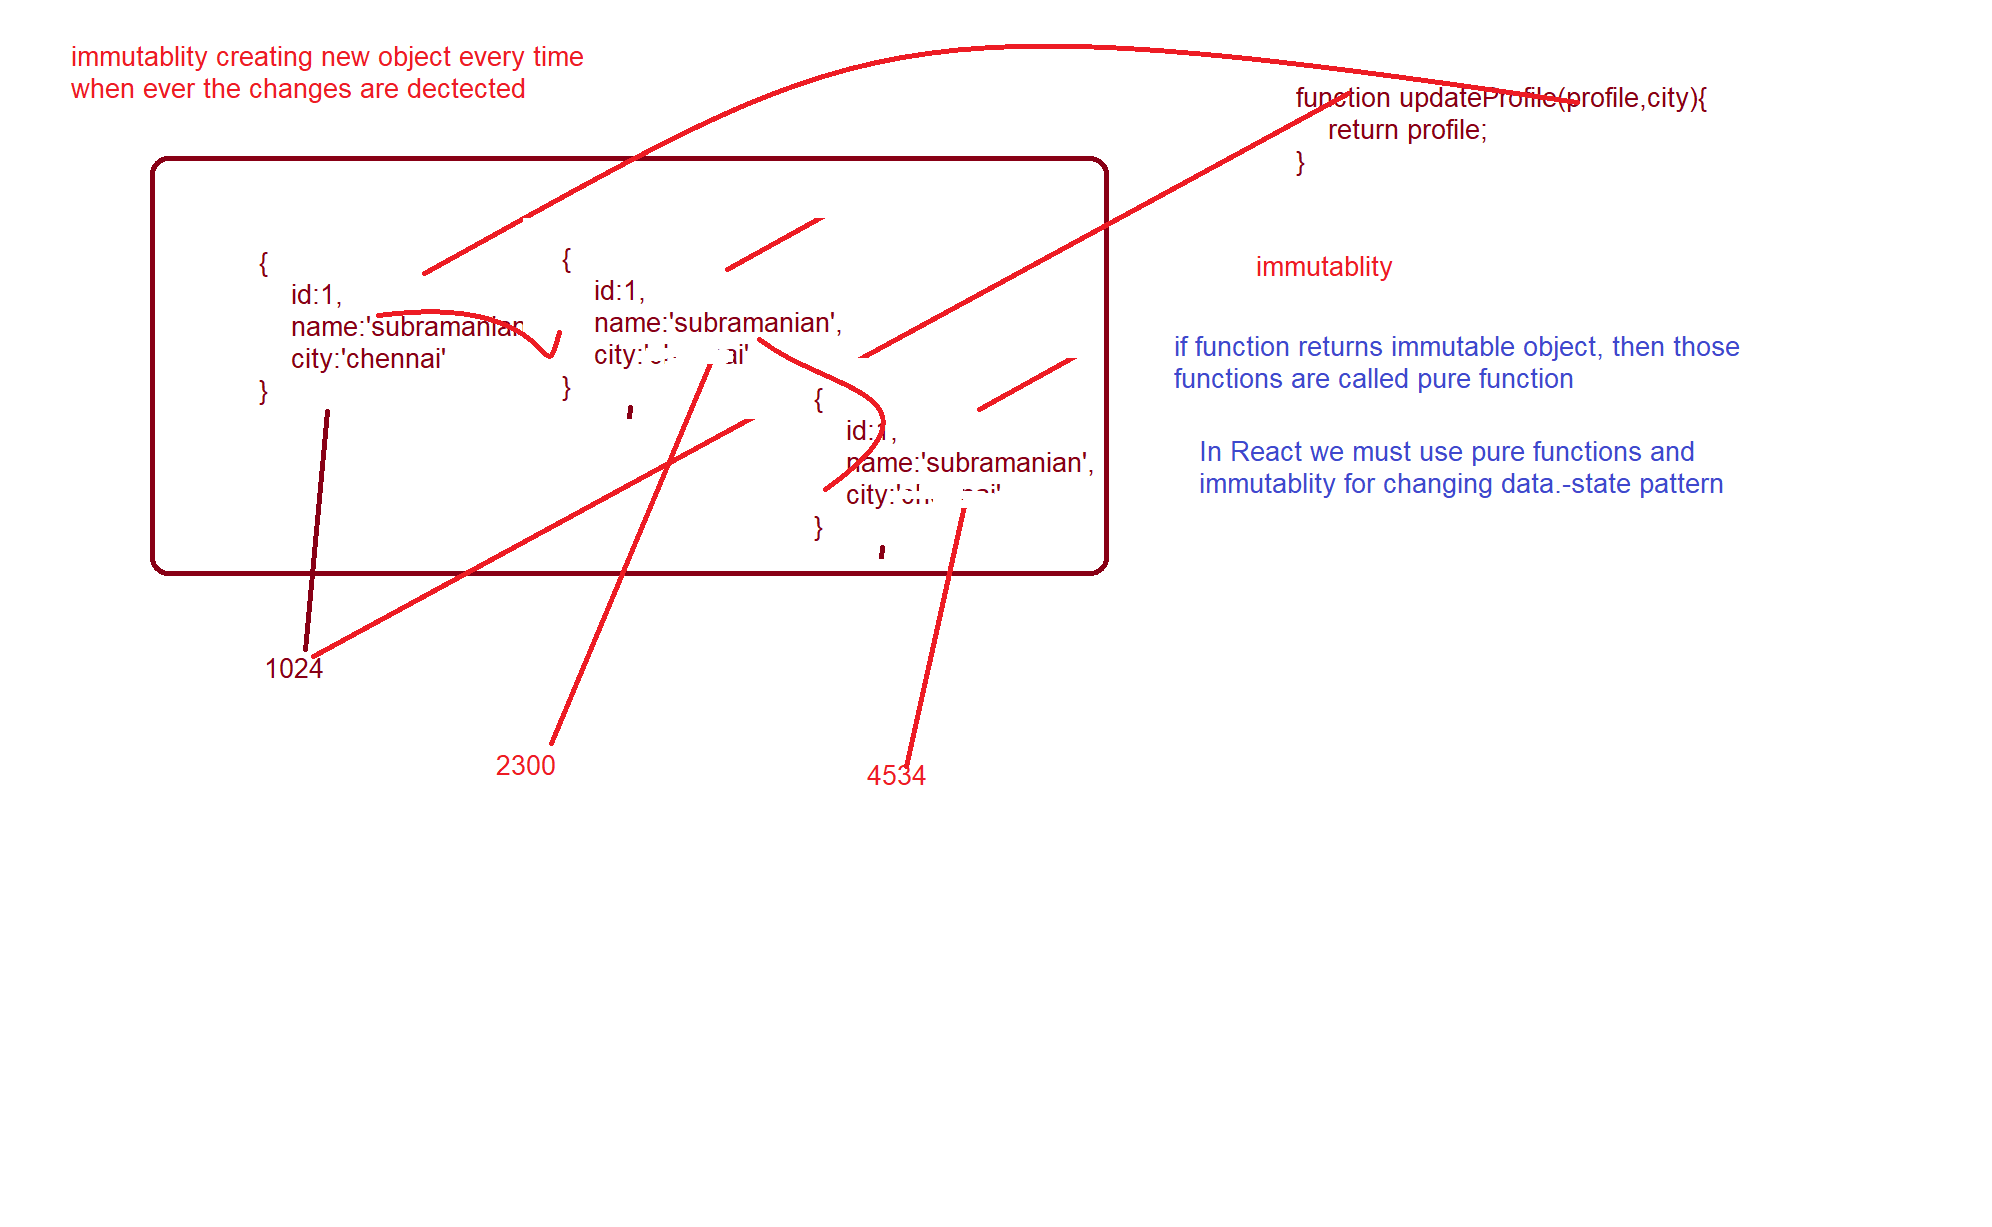 immutablity creating new object every time
when ever the changes are dectected
function updateProfile(profile,city){
return profile;
}
{
id:1,
name:'subramanian
city:'chennai'
}
{
id:1,
name:'subramanian',
city:'
}
{
id:1,
name:'subramanian',
city:'
}
immutablity
if function returns immutable object, then those
functions are called pure function
In React we must use pure functions and
immutablity for changing data.-state pattern
1024
2300
4534